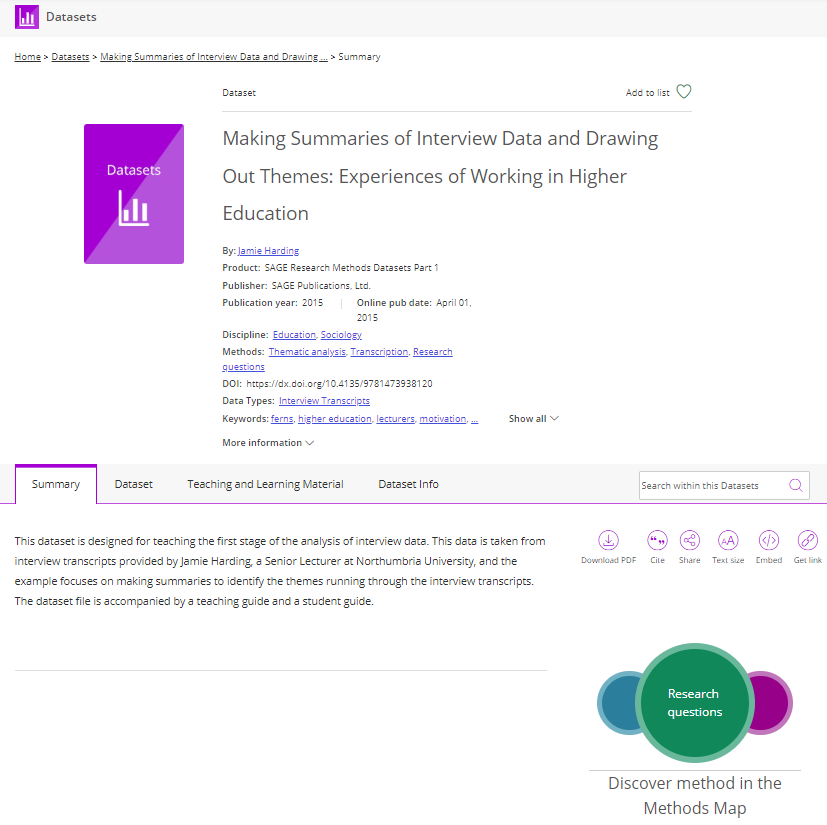 Datasets
Home > Datasets > Making Summaries of Interview Data and Drawing ... > Summary
Dataset
Add to list
Datasets
Making Summaries of Interview Data and Drawing
Out Themes: Experiences of Working in Higher
Education
By: Jamie Harding
Product: SAGE Research Methods Datasets Part 1
Publisher: SAGE Publications, Ltd.
Publication year: 2015 | Online pub date: April 01,
2015
Discipline: Education, Sociology
Methods: Thematic analysis, Transcription, Research
questions
DOI: https://dx.doi.org/10.4135/9781473938120
Data Types: Interview Transcripts
Keywords: ferns, higher education, lecturers, motivation, ... Show all
More information
Summary Dataset Teaching and Learning Material Dataset Info Search within this Datasets
This dataset is designed for teaching the first stage of the analysis of interview data. This data is taken from
interview transcripts provided by Jamie Harding, a Senior Lecturer at Northumbria University, and the
example focuses on making summaries to identify the themes running through the interview transcripts.
The dataset file is accompanied by a teaching guide and a student guide.
AA
Download PDF Cite Share Text size Embed Get link
Research
questions
Discover method in the
Methods Map